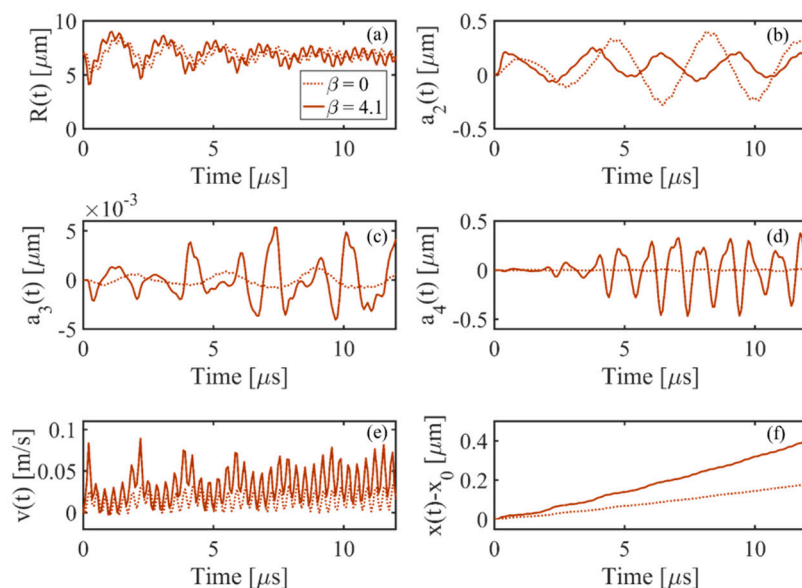 10
(a)
5
0
R(t) [μm]
β = 0
β = 4.1
0 5 10
Time [μs]
0.5
(b)
0
-0.5
a2(t) [μm]
0 5 10
Time [μs]
×10-3
5
(c)
0
-5
a3(t) [μm]
0 5 10
Time [μs]
0.5
(d)
0
-0.5
a4(t) [μm]
0 5 10
Time [μs]
0.1
(e)
0.05
0
v(t) [m/s]
0 5 10
Time [μs]
0.4
(f)
0.2
0
x(t)-x0 [μm]
0 5 10
Time [μs]